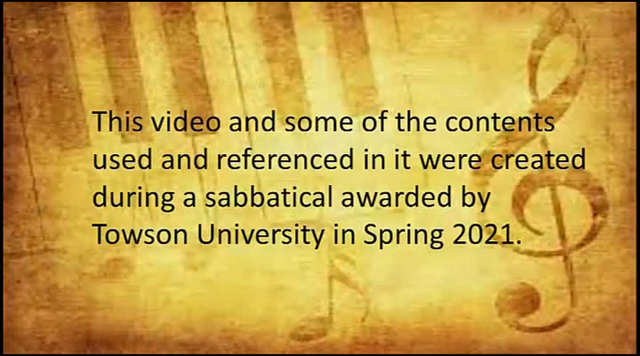 This video and some of the contents
used and referenced in it were created
during a sabbatical awarded by
Towson University in Spring 2021.